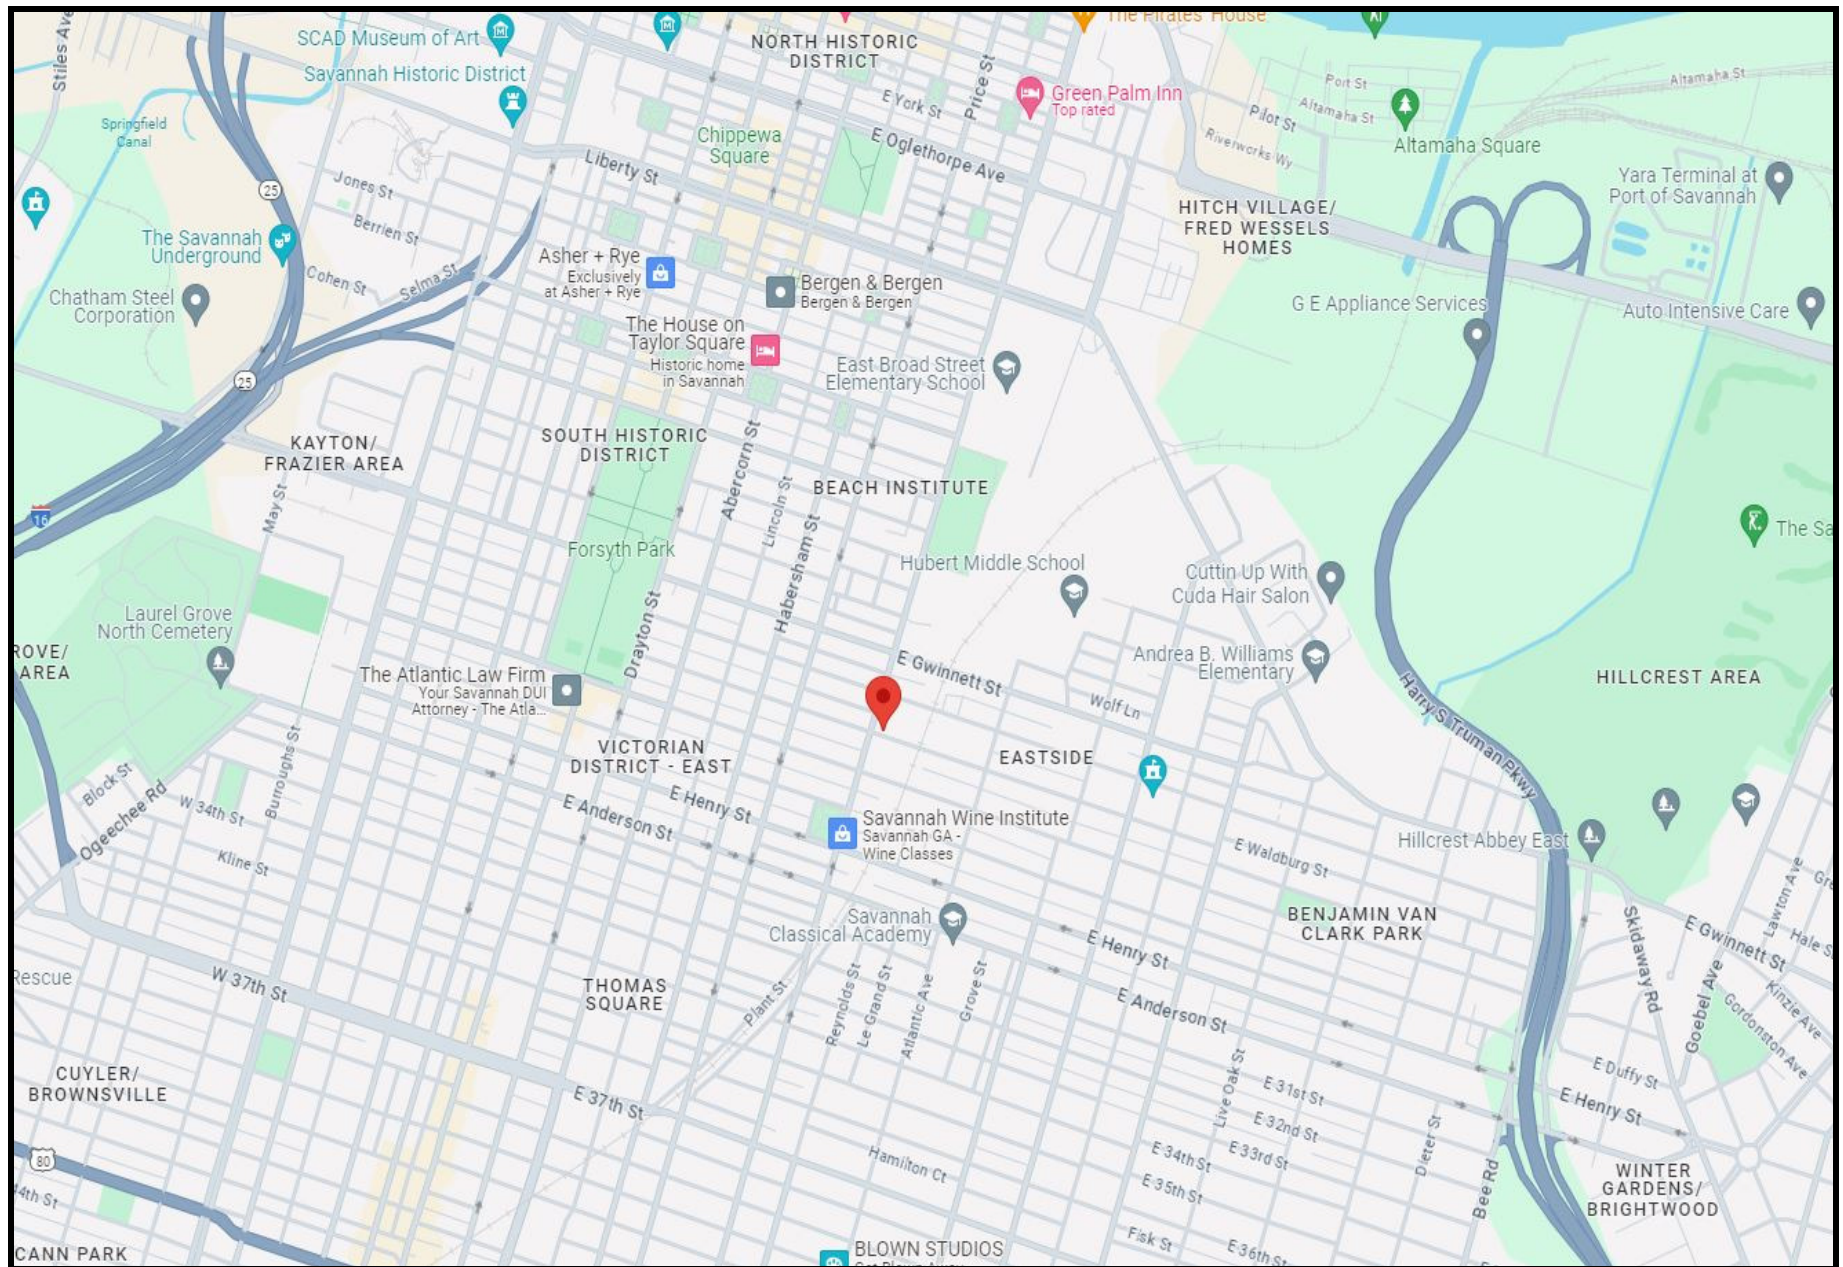 Stiles Ave
SCAD Museum of Art
Savannah Historic District
NORTH HISTORIC
DISTRICT
The Pirates' House
Price St
Green Palm Inn
Top rated
E York St
E Oglethorpe Ave
Chippewa
Square
Liberty St
Springfield
Canal
Port St
Altamaha St
Altamaha St
Pilot St
Riverworks Wy
Altamaha Square
Yara Terminal at
Port of Savannah
Jones St
Berrien St
25
HITCH VILLAGE/
FRED WESSELS
HOMES
The Savannah
Underground
Cohen St
Selma St
Chatham Steel
Corporation
Asher + Rye
Exclusively
at Asher + Rye
Bergen & Bergen
Bergen & Bergen
G E Appliance Services
Auto Intensive Care
The House on
Taylor Square
Historic home
in Savannah
East Broad Street
Elementary School
25
KAYTON/
FRAZIER AREA
SOUTH HISTORIC
DISTRICT
Abercorn St
Lincoln St
Habersham St
BEACH INSTITUTE
May St
16
Forsyth Park
Drayton St
Hubert Middle School
Cuttin Up With
Cuda Hair Salon
The Sa
Laurel Grove
North Cemetery
ROVE/
AREA
The Atlantic Law Firm
Your Savannah DUI
Attorney - The Atla...
E Gwinnett St
Wolf Ln
Andrea B. Williams
Elementary
Harry S Truman Pkwy
HILLCREST AREA
VICTORIAN
DISTRICT - EAST
EASTSIDE
Burroughs St
Block St
Ogeechee Rd
W 34th St
Kline St
E Henry St
E Anderson St
Savannah Wine Institute
Savannah GA -
Wine Classes
Hillcrest Abbey East
E Waldburg St
BENJAMIN VAN
CLARK PARK
Savannah
Classical Academy
E Henry St
E Anderson St
Skidaway Rd
E Gwinnett St
Lawton Ave
Gre
Hale S
Kinzie Ave
Gordonston Ave
Goebel Ave
Rescue
W 37th St
THOMAS
SQUARE
Plant St
Reynolds St
Le Grand St
Atlantic Ave
Grove St
CUYLER/
BROWNSVILLE
E 37th St
Live Oak St
E 31st St
E 32nd St
E 33rd St
E 34th St
E 35th St
E 36th St
Fisk St
Dieter St
Bee Rd
E Duffy St
E Henry St
WINTER
GARDENS/
BRIGHTWOOD
Hamilton Ct
80
44th St
CANN PARK
BLOWN STUDIOS